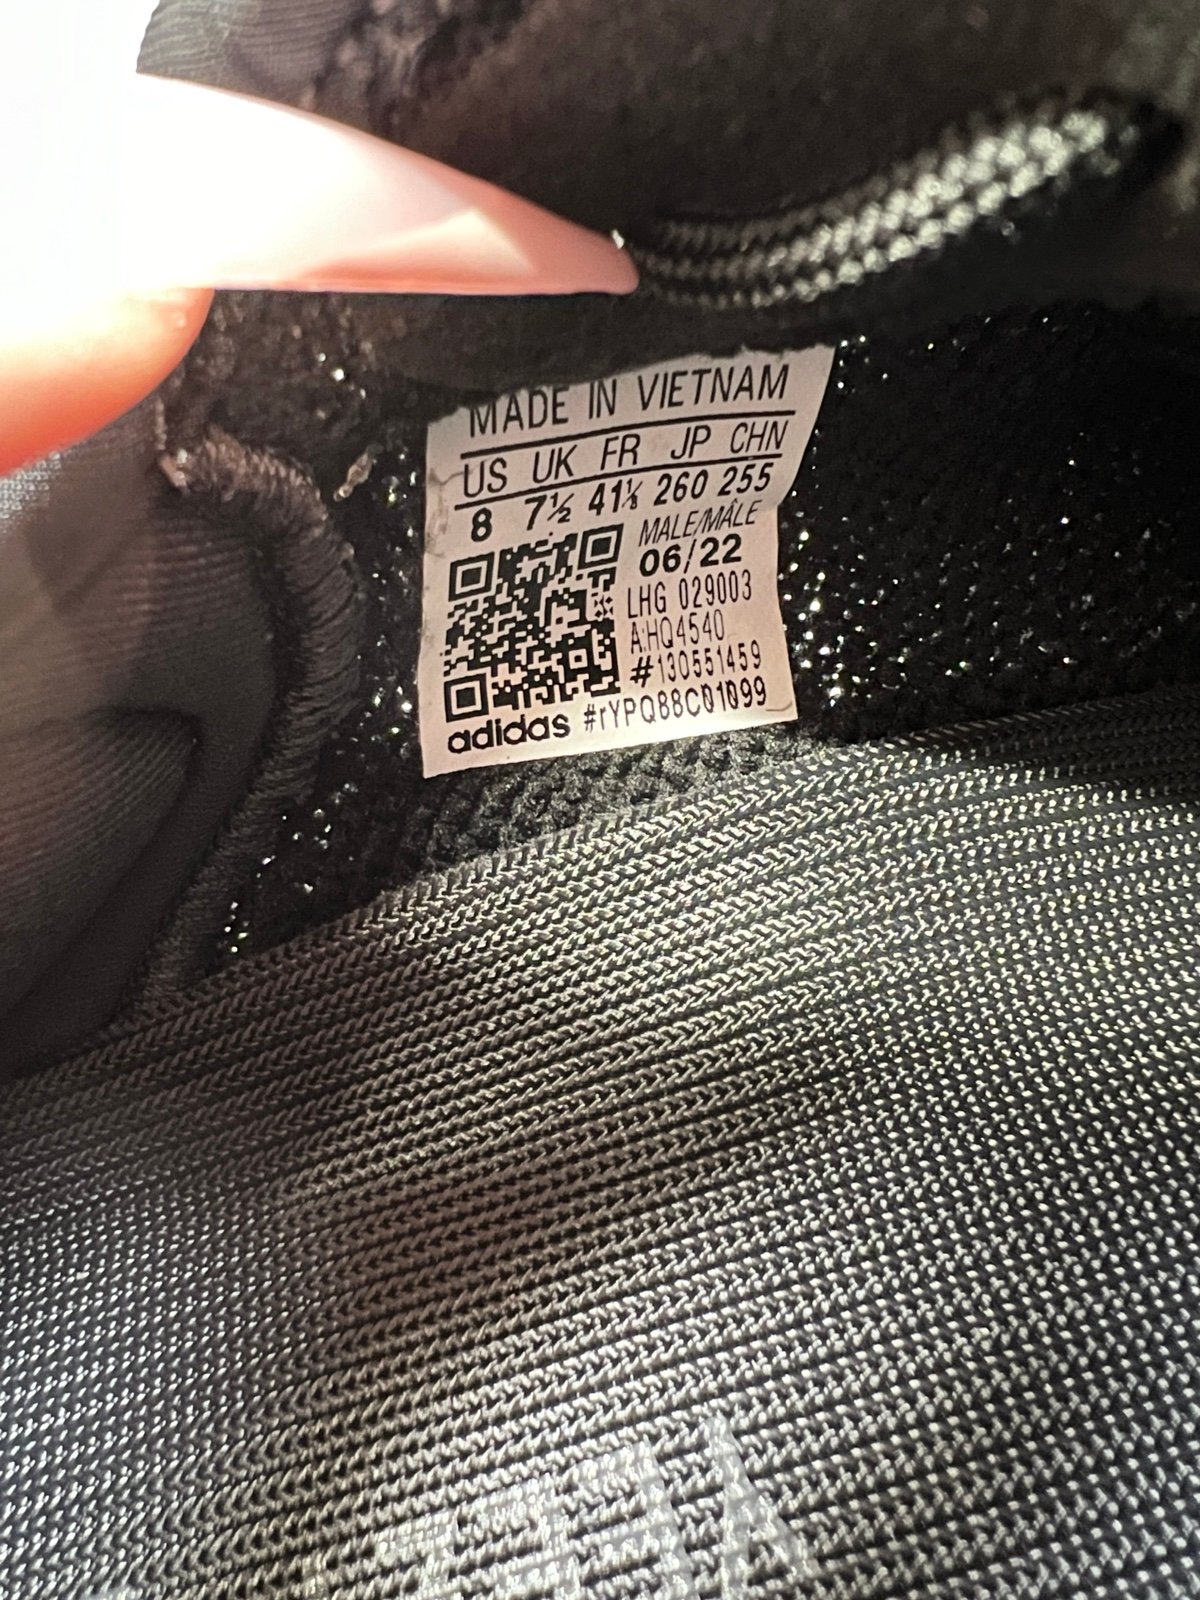 MADE IN VIETNAM
US UK FR JP CHN
8 7½ 41⅓ 260 255
MALE/MÂLE
06/22
LHG 029003
A:HQ4540
#130551459
adidas #rYPQ88C01099